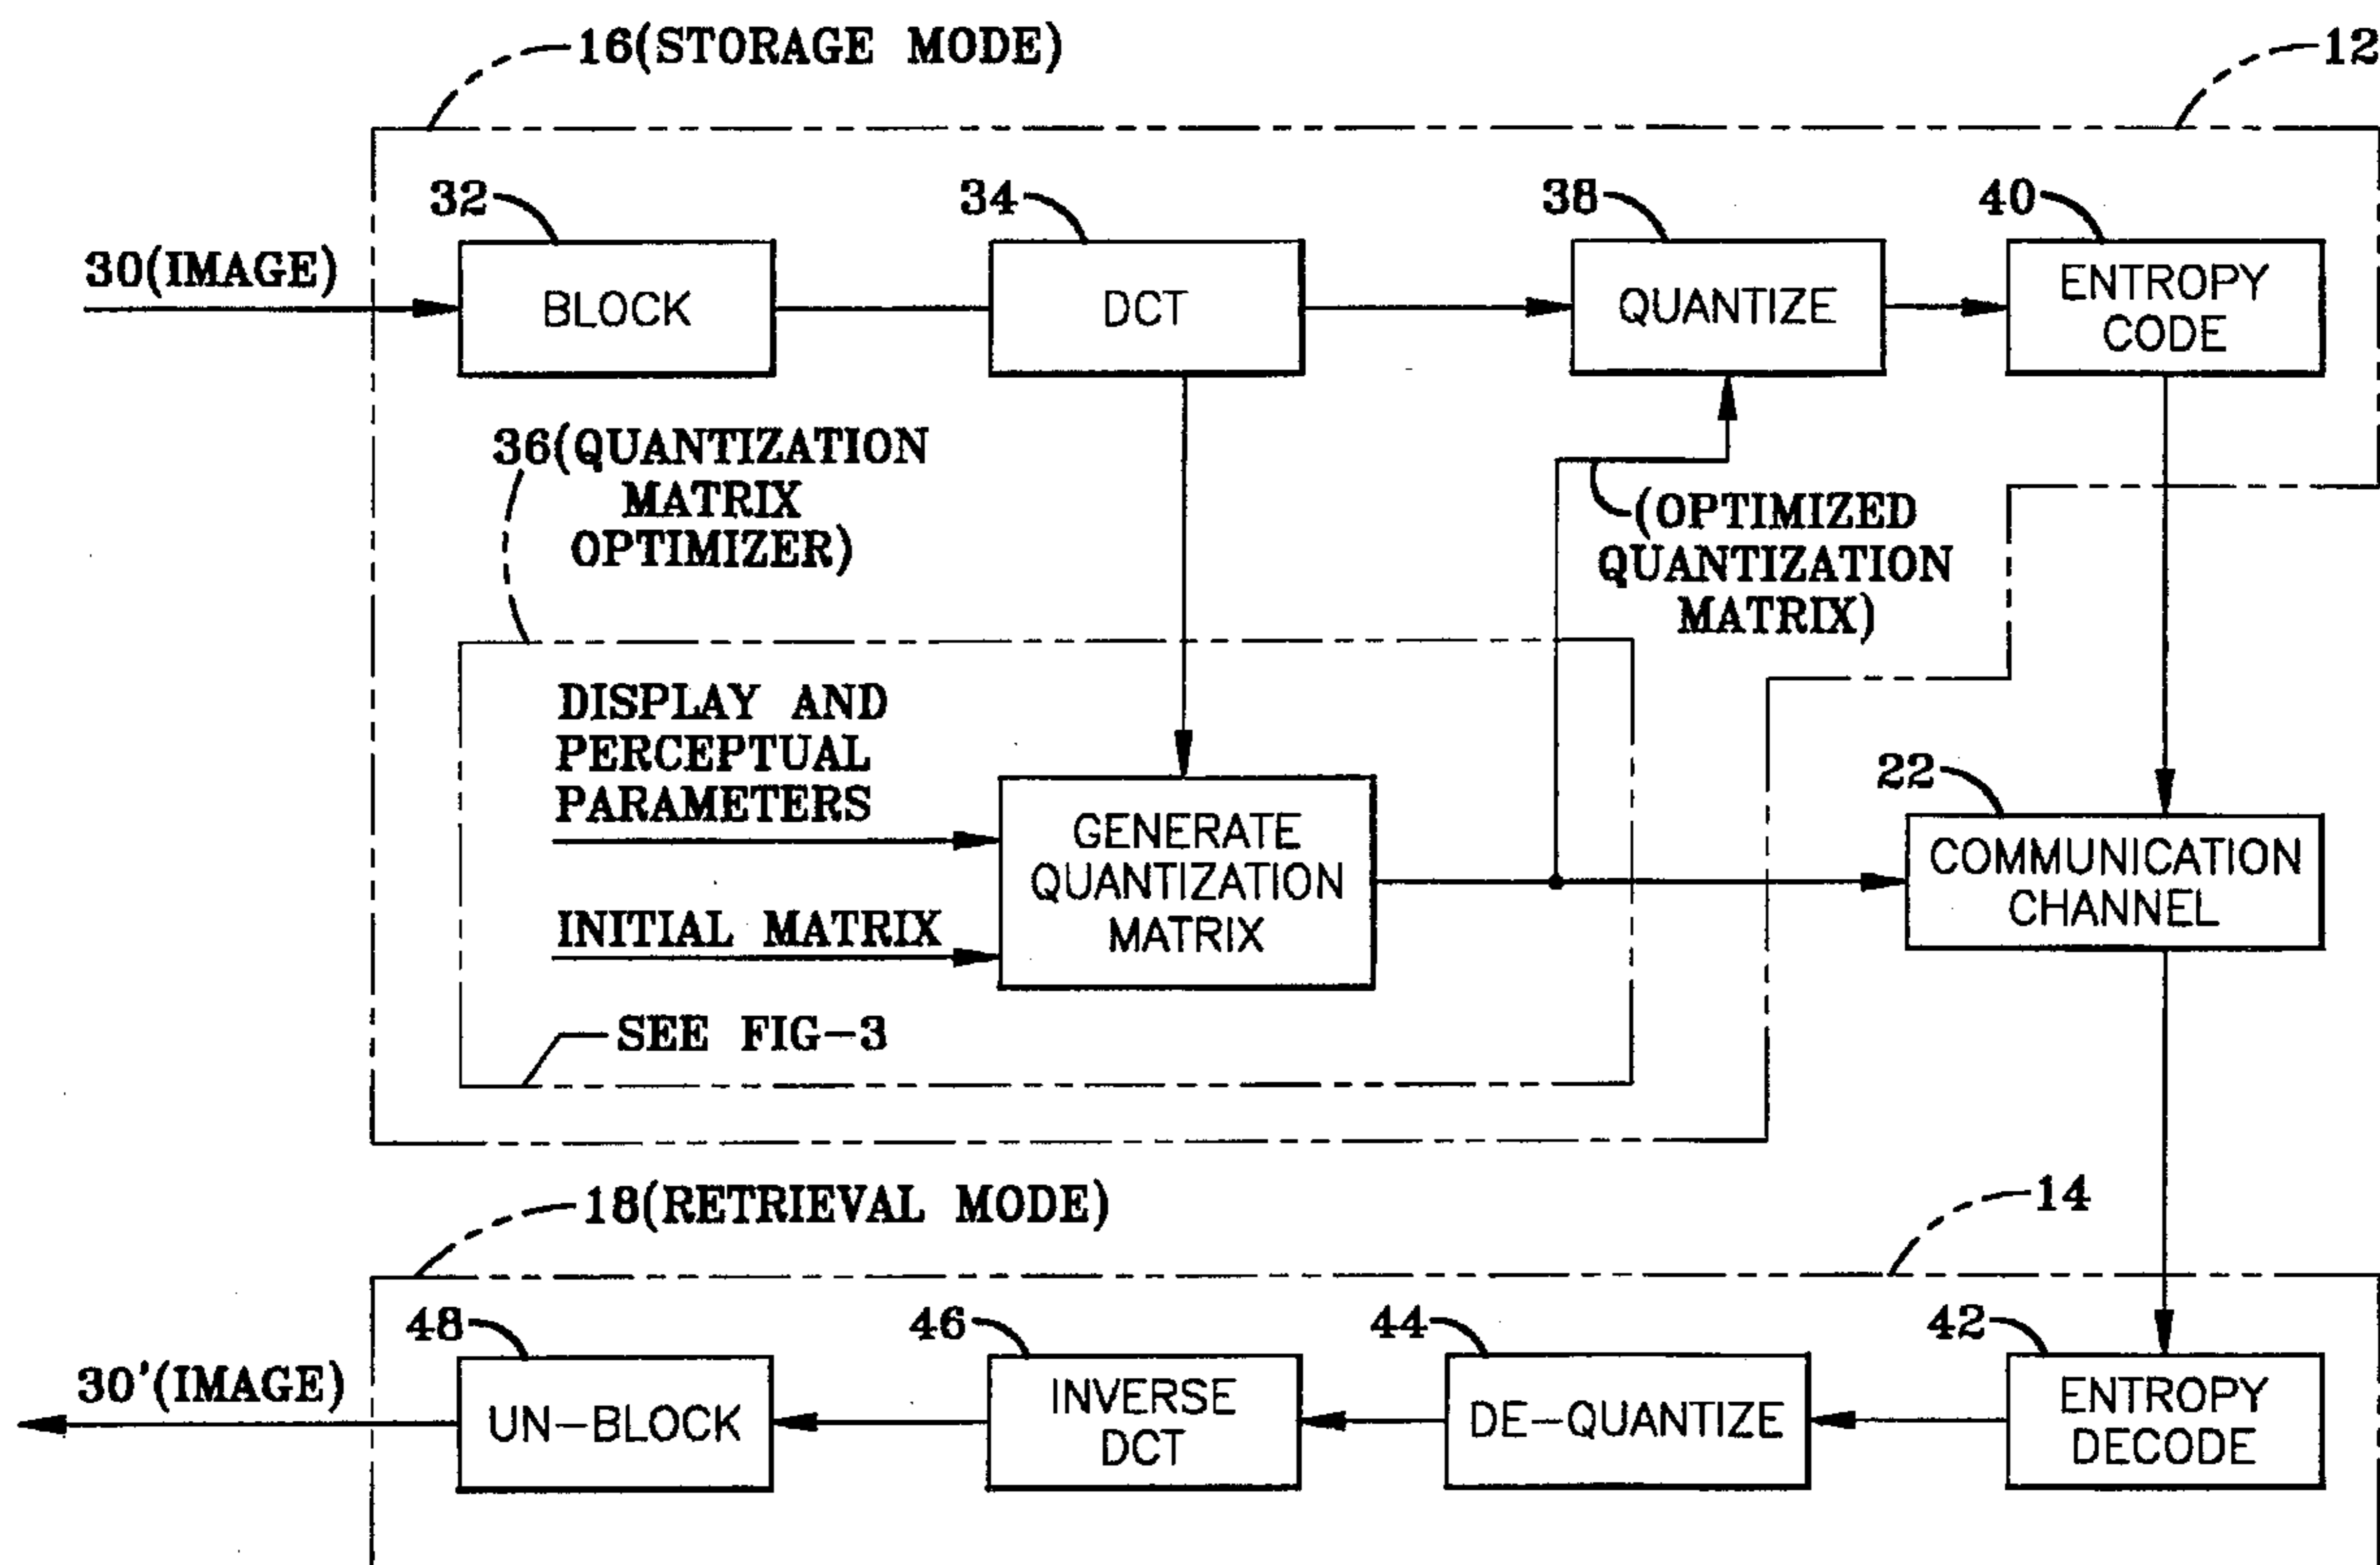 16(STORAGE MODE)
12
32
34
38
40
30(IMAGE)
BLOCK
DCT
QUANTIZE
ENTROPY
CODE
36(QUANTIZATION
MATRIX
OPTIMIZER)
(OPTIMIZED
QUANTIZATION
MATRIX)
DISPLAY AND
PERCEPTUAL
PARAMETERS
INITIAL MATRIX
GENERATE
QUANTIZATION
MATRIX
22
COMMUNICATION
CHANNEL
SEE FIG-3
18(RETRIEVAL MODE)
14
48
46
44
42
30'(IMAGE)
UN-BLOCK
INVERSE
DCT
DE-QUANTIZE
ENTROPY
DECODE